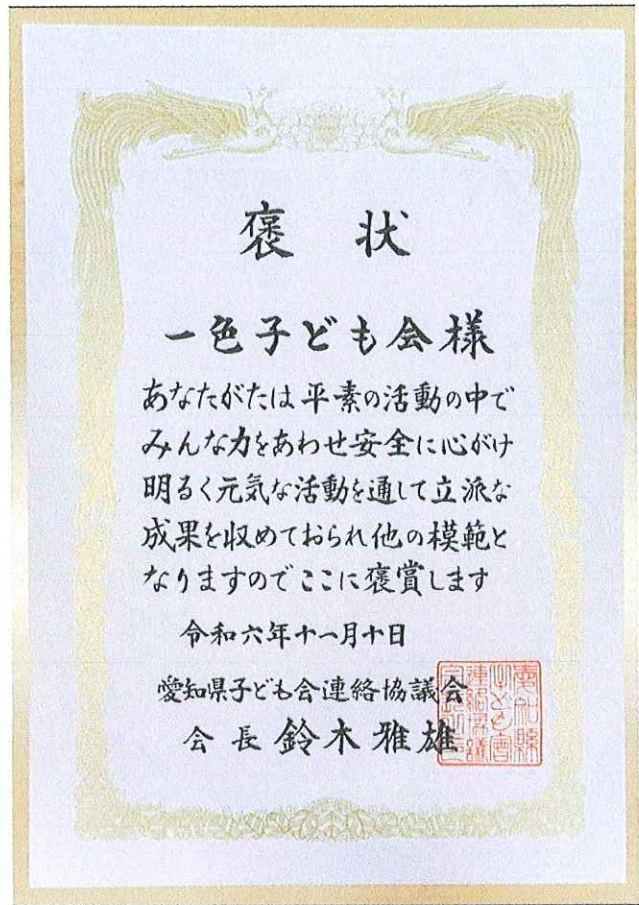 褒状
一色子ども会様
あなたがたは平素の活動の中で
みんな力をあわせ安全に心がけ
明るく元気な活動を通して立派な
成果を収めておられ他の模範と
なりますのでここに褒賞します
令和六年十一月十日
愛知県子ども会連絡協議会
会長 鈴木雅雄